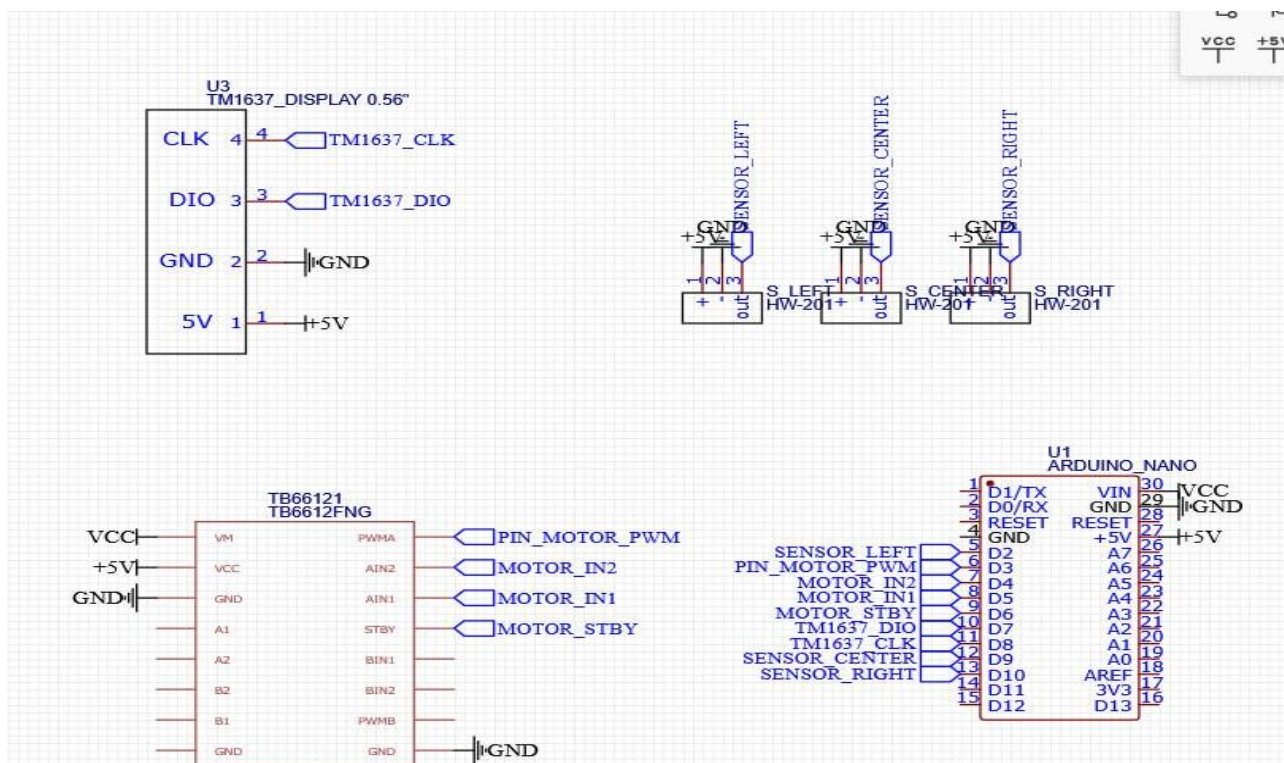 VCC +5V
U3
TM1637_DISPLAY 0.56"
CLK 4 4 TM1637_CLK
DIO 3 3 TM1637_DIO
GND 2 2 GND
5V 1 1 +5V
SENSOR_LEFT
SENSOR_CENTER
SENSOR_RIGHT
+5V GND
+5V GND
+5V GND
1 2 3
1 2 3
1 2 3
+ - out
+ - out
+ - out
S_LEFT
HW-201
S_CENTER
HW-201
S_RIGHT
HW-201
TB66121
TB6612FNG
VCC VM PWMA PIN_MOTOR_PWM
+5V VCC AIN2 MOTOR_IN2
GND GND AIN1 MOTOR_IN1
A1 STBY MOTOR_STBY
A2 BIN1
B2 BIN2
B1 PWMB
GND GND GND
U1
ARDUINO_NANO
1 D1/TX VIN 30 VCC
2 D0/RX GND 29 GND
3 RESET RESET 28
4 GND +5V 27 +5V
SENSOR_LEFT 5 D2 A7 26
PIN_MOTOR_PWM 6 D3 A6 25
MOTOR_IN2 7 D4 A5 24
MOTOR_IN1 8 D5 A4 23
MOTOR_STBY 9 D6 A3 22
TM1637_DIO 10 D7 A2 21
TM1637_CLK 11 D8 A1 20
SENSOR_CENTER 12 D9 A0 19
SENSOR_RIGHT 13 D10 AREF 18
14 D11 3V3 17
15 D12 D13 16